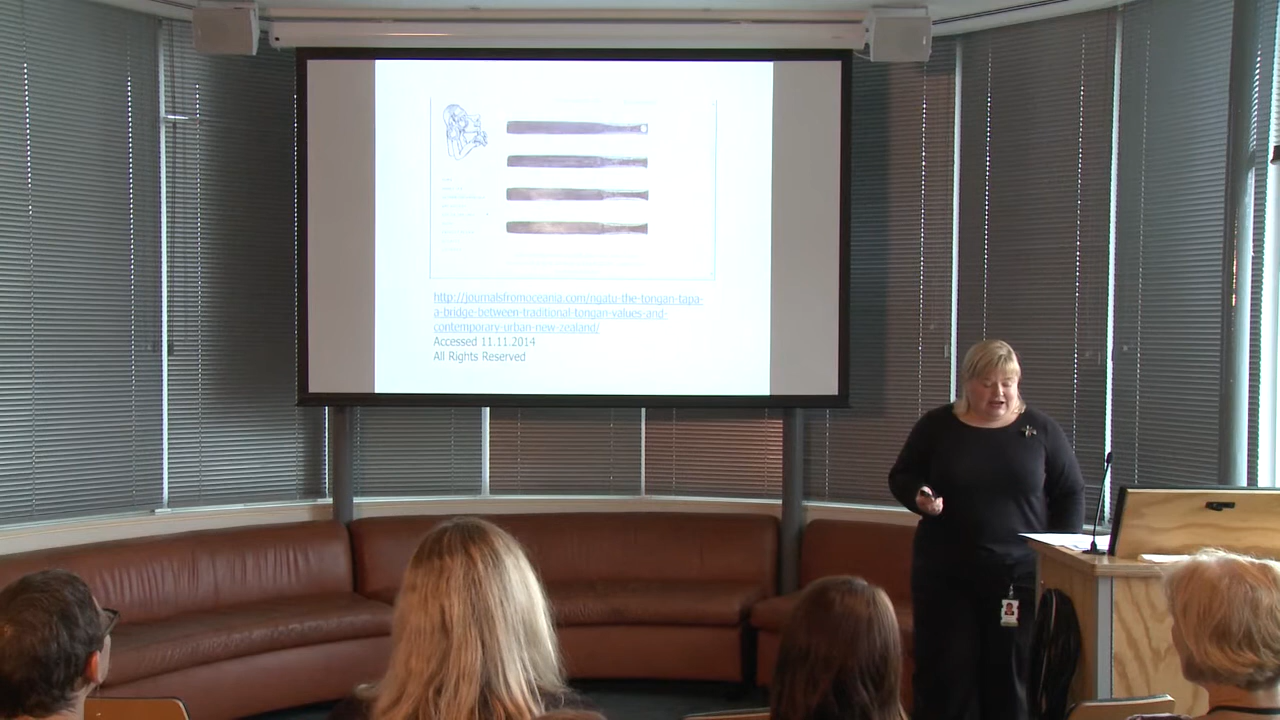 http://journalsfromoceania.com/ngatu-the-tongan-tapa-
a-bridge-between-traditional-tongan-values-and-
contemporary-urban-new-zealand/
Accessed 11.11.2014
All Rights Reserved